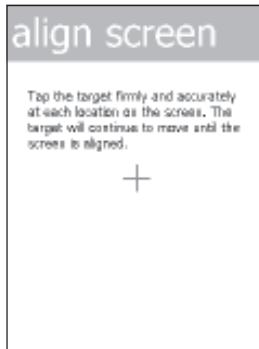 align screen
Tap the target firmly and accurately
at each location on the screen. The
target will continue to move until the
screen is aligned.